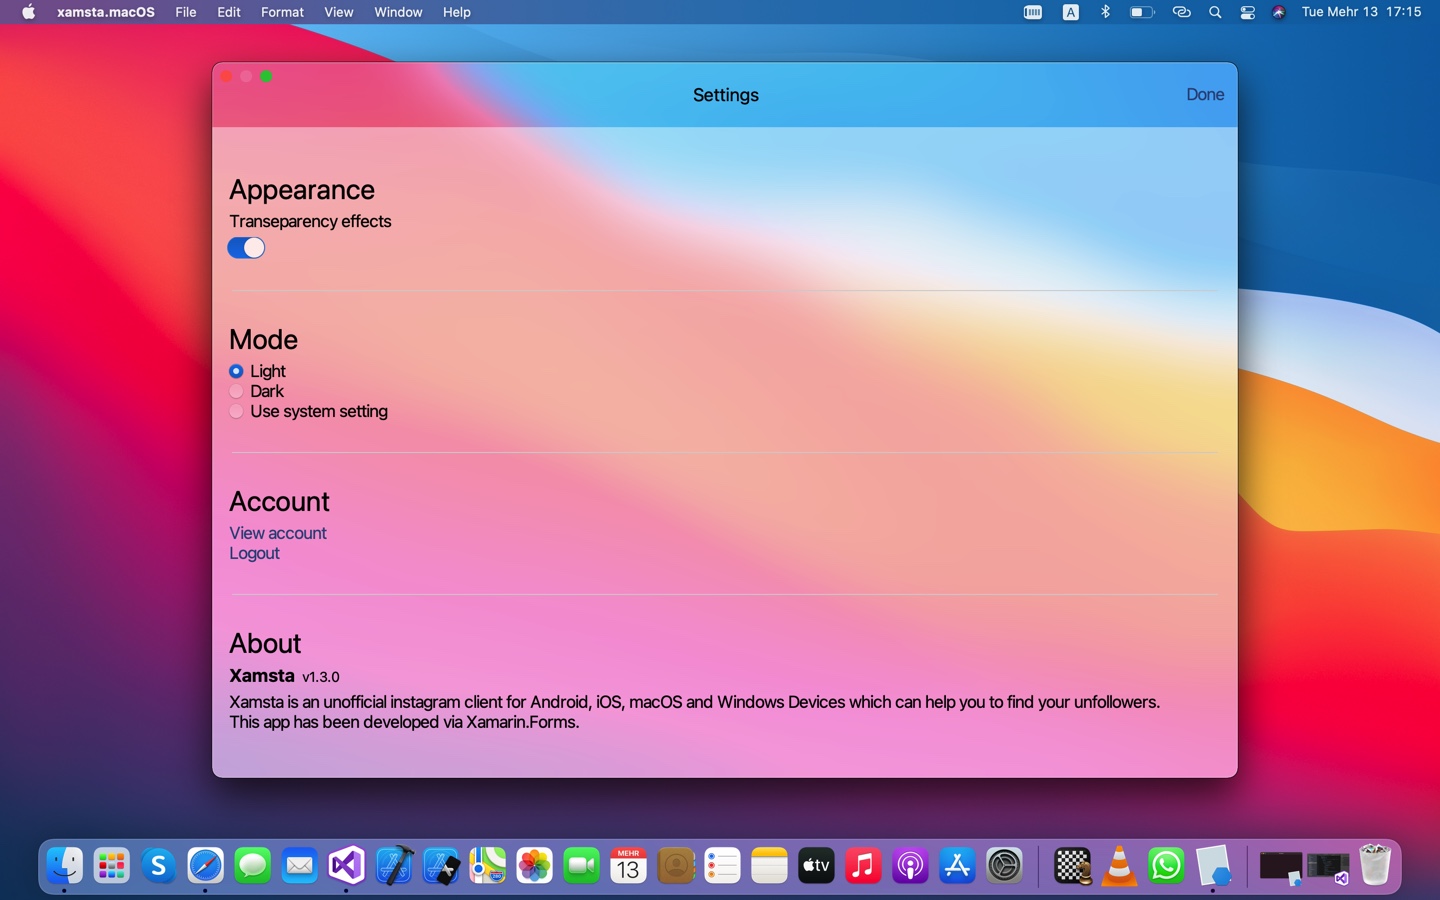 xamsta.macOS File Edit Format View Window Help A Tue Mehr 13 17:15
Settings
Done
Appearance
Transeparency effects
Mode
Light
Dark
Use system setting
Account
View account
Logout
About
Xamsta v1.3.0
Xamsta is an unofficial instagram client for Android, iOS, macOS and Windows Devices which can help you to find your unfollowers.
This app has been developed via Xamarin.Forms.
S
280
MEHR
13
tv